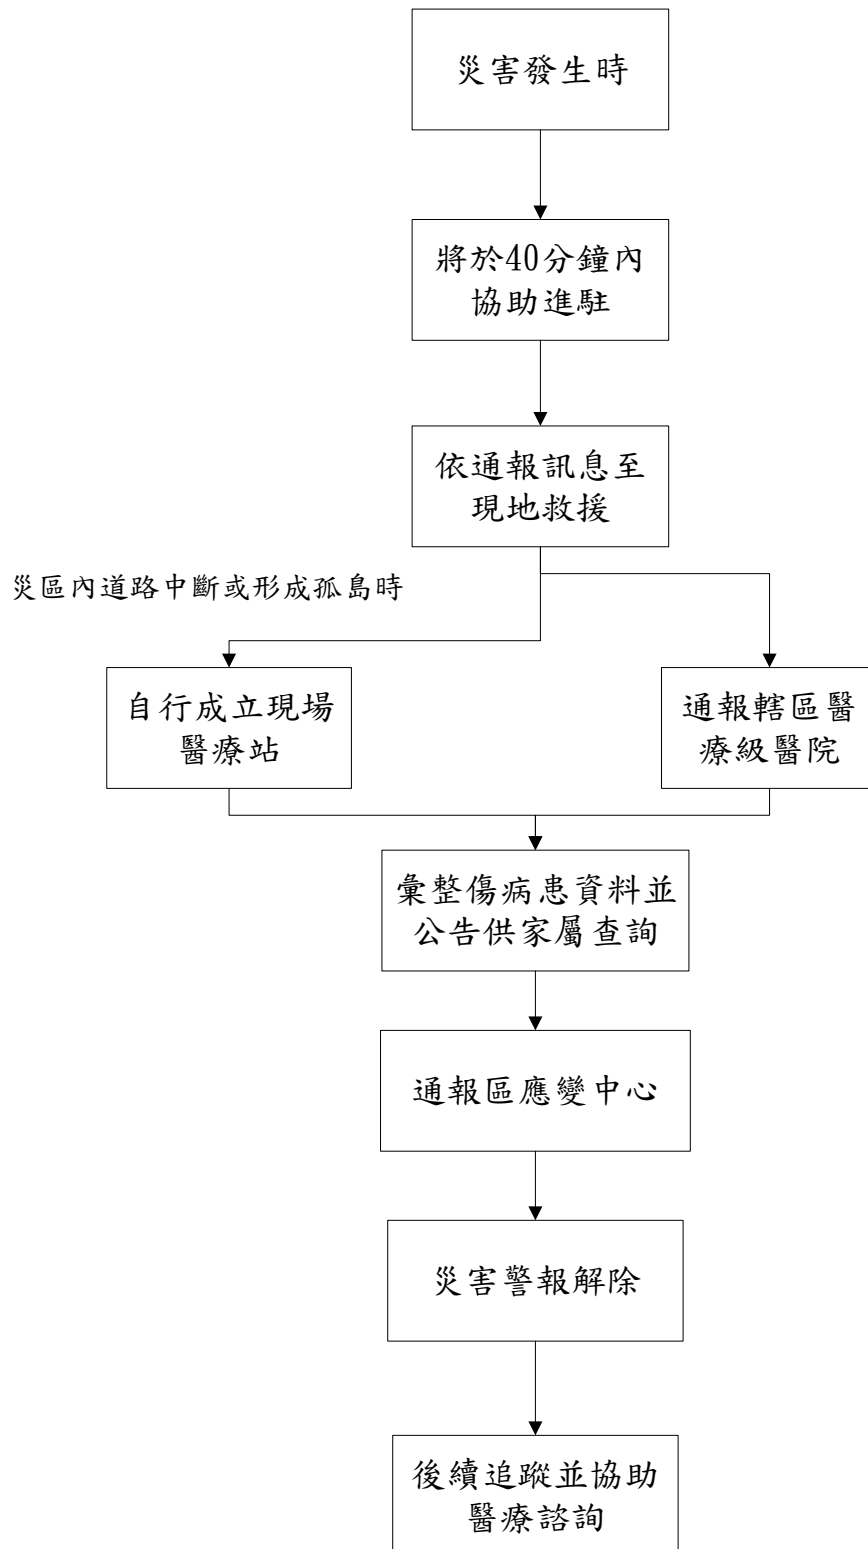 災害發生時
將於40分鐘內
協助進駐
依通報訊息至
現地救援
災區內道路中斷或形成孤島時
自行成立現場
醫療站
通報轄區醫
療級醫院
彙整傷病患資料並
公告供家屬查詢
通報區應變中心
災害警報解除
後續追蹤並協助
醫療諮詢